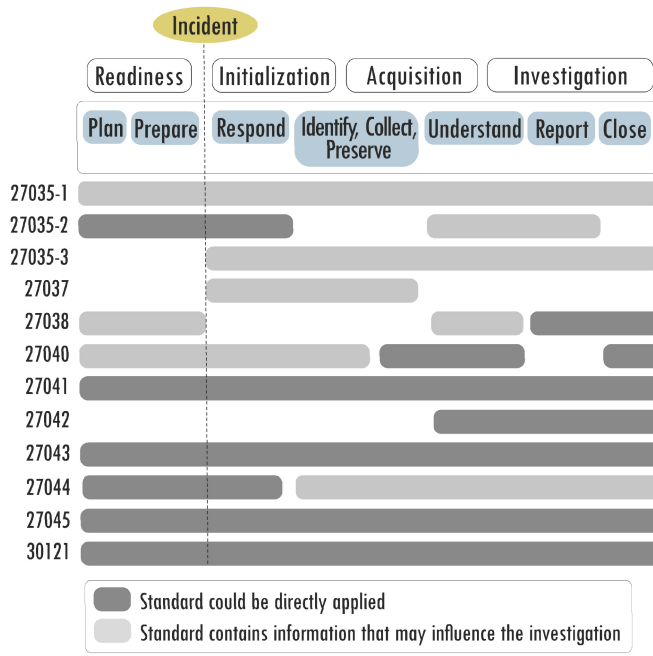 Incident
Readiness Initialization Acquisition Investigation
Plan Prepare Respond Identify, Collect, Understand Report Close
Preserve
27035-1
27035-2
27035-3
27037
27038
27040
27041
27042
27043
27044
27045
30121
Standard could be directly applied
Standard contains information that may influence the investigation